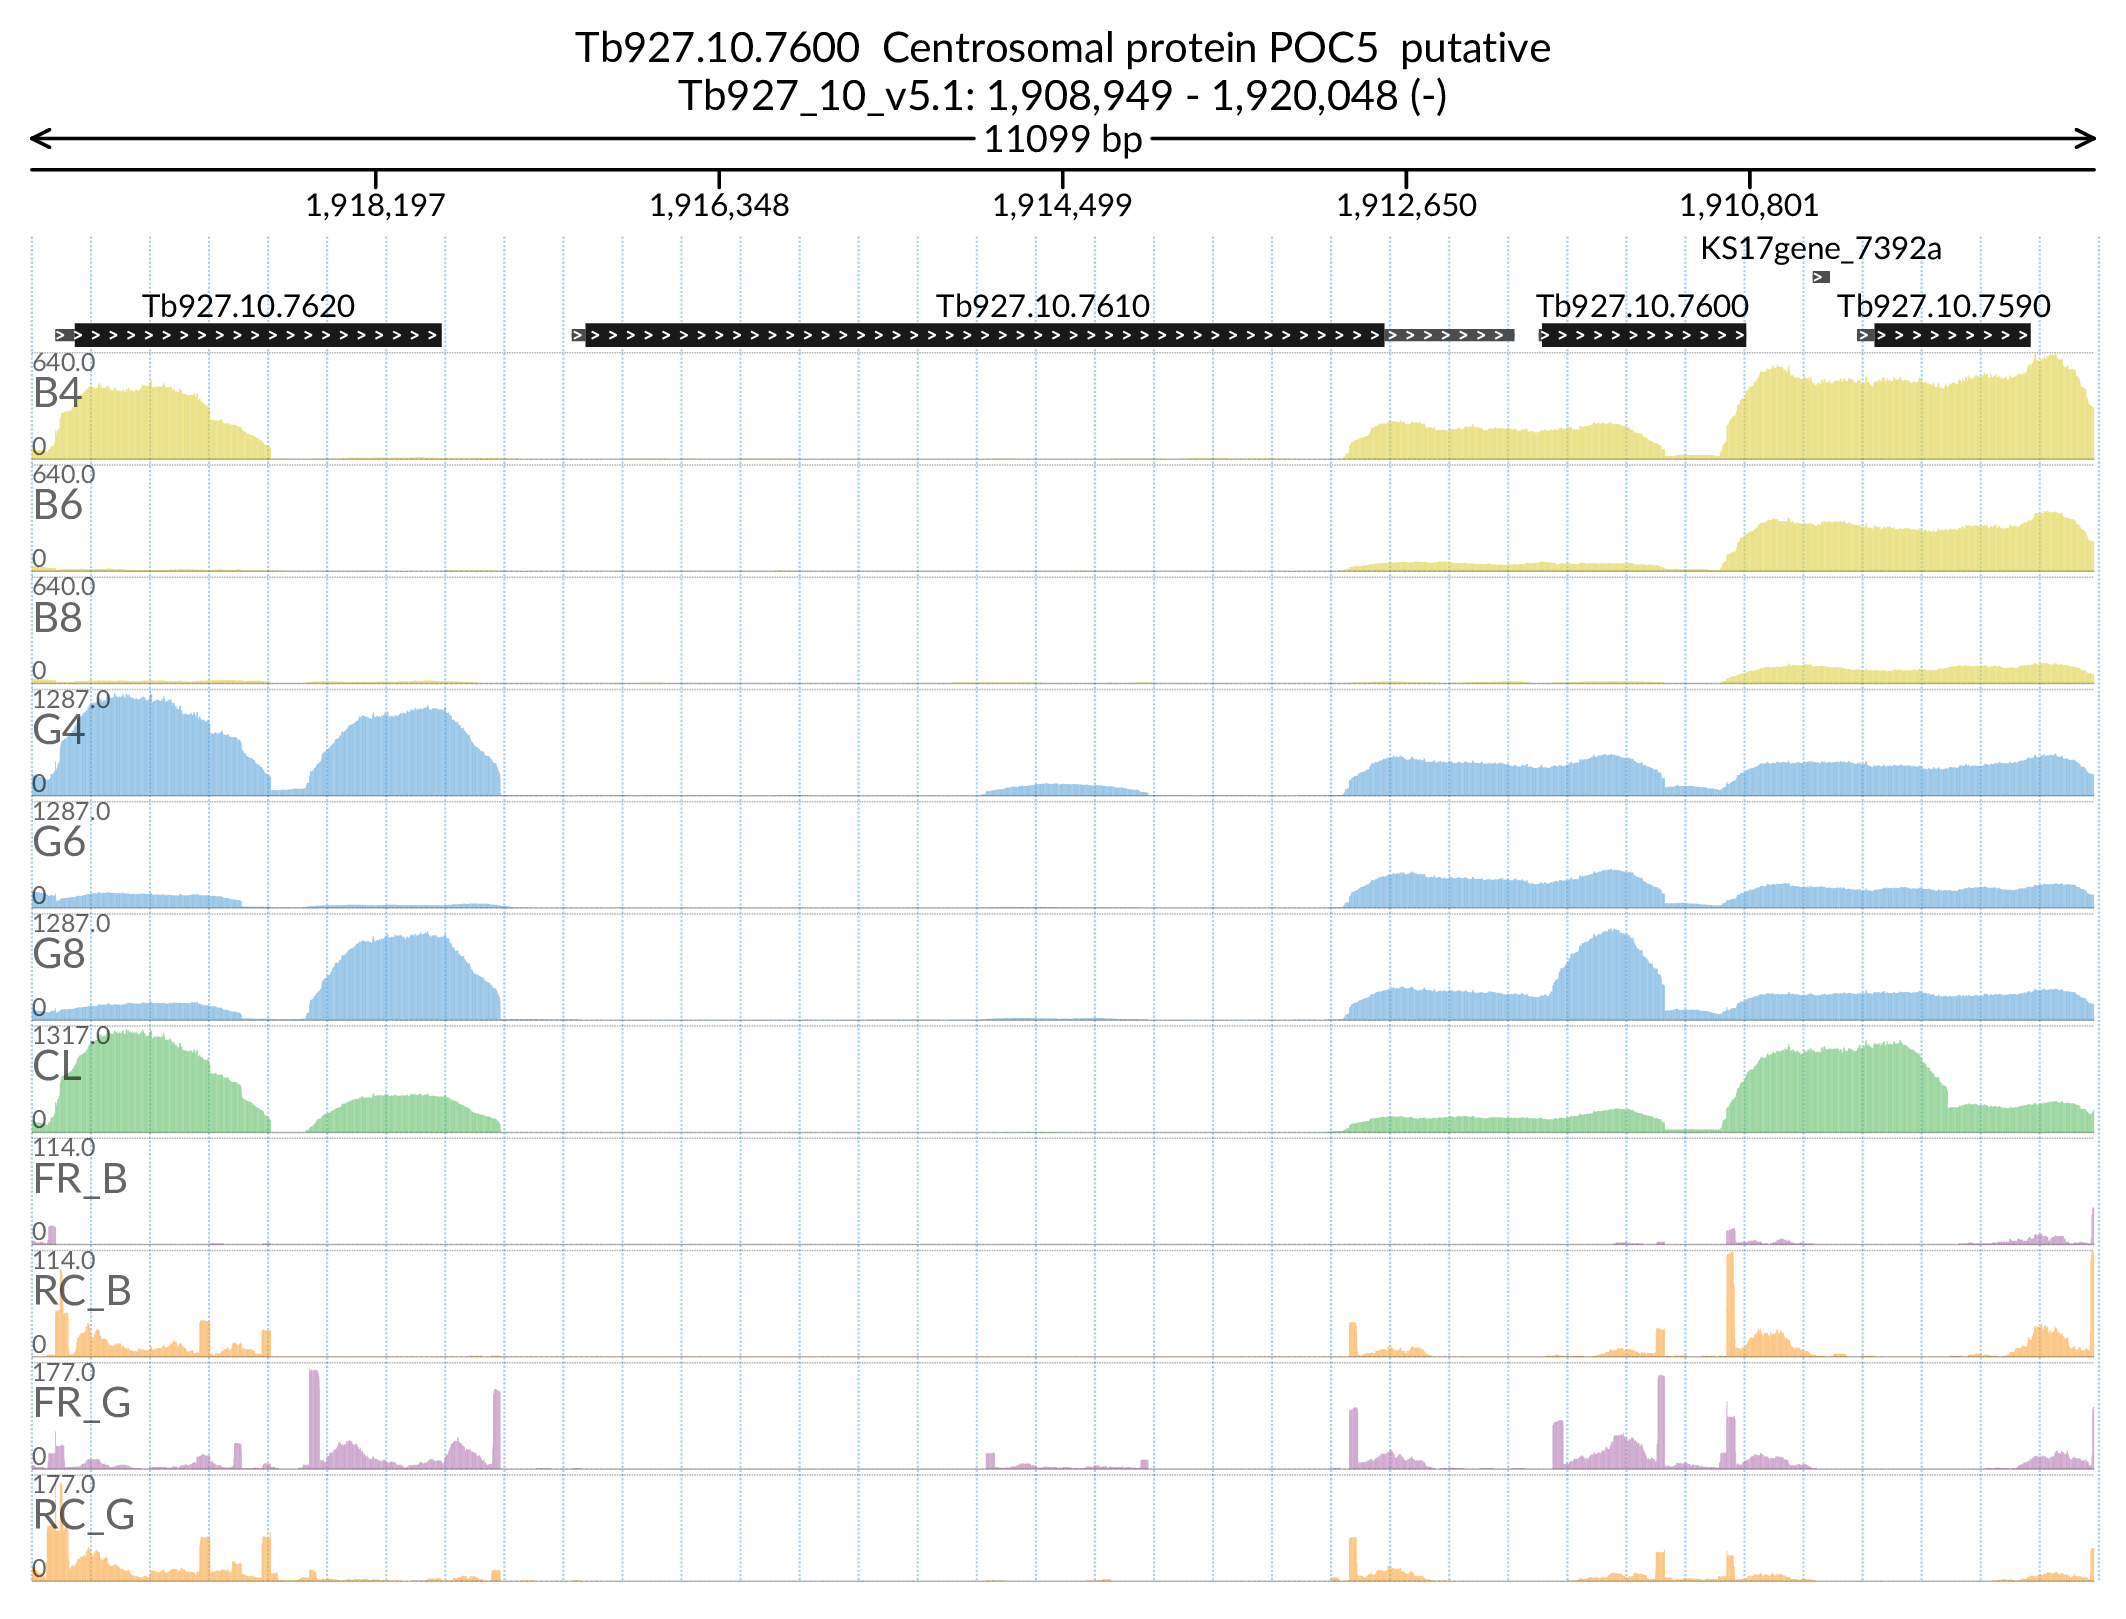 Tb927.10.7600  Centrosomal protein POC5  putative
Tb927_10_v5.1: 1,908,949 - 1,920,048 (-)
11099 bp
1,918,197 1,916,348 1,914,499 1,912,650 1,910,801
KS17gene_7392a
Tb927.10.7620 Tb927.10.7610 Tb927.10.7600 Tb927.10.7590
640.0
B4
0
640.0
B6
0
640.0
B8
0
1287.0
G4
0
1287.0
G6
0
1287.0
G8
0
1317.0
CL
0
114.0
FR_B
0
114.0
RC_B
0
177.0
FR_G
0
177.0
RC_G
0